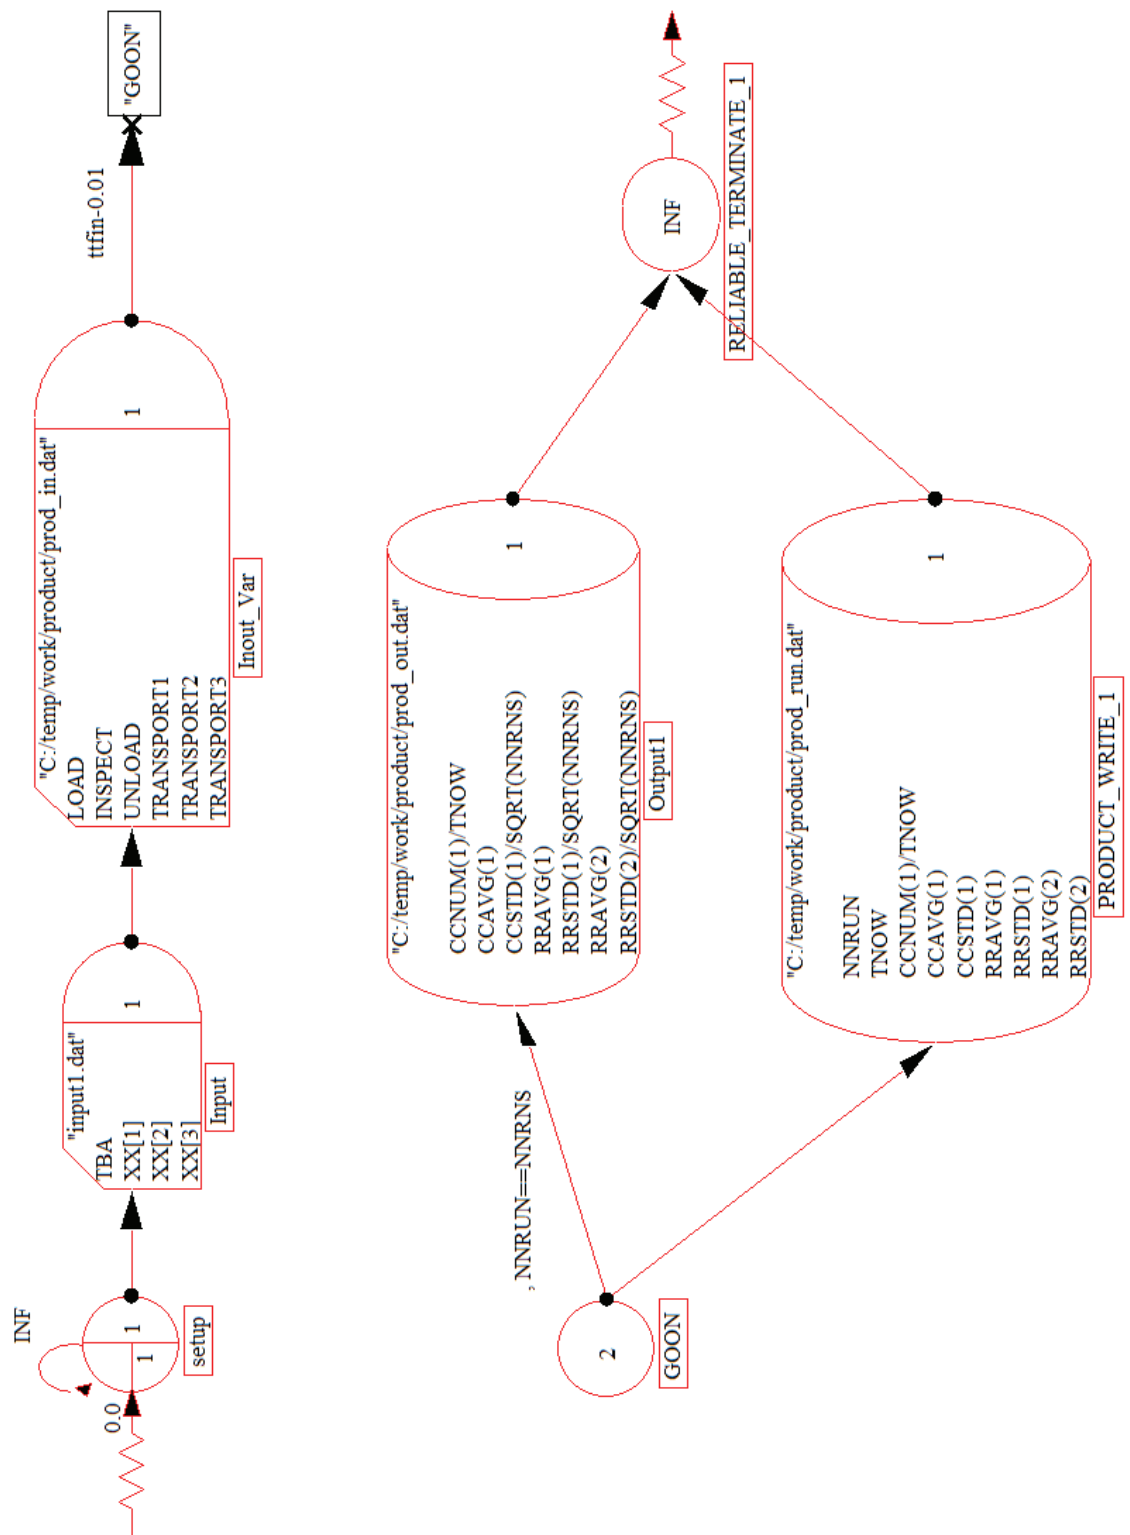 INF
0.0
1
1
setup
"input1.dat"
TBA
XX[1]
XX[2]
XX[3]
1
Input
"C:/temp/work/product/prod_in.dat"
LOAD
INSPECT
UNLOAD
TRANSPORT1
TRANSPORT2
TRANSPORT3
1
Inout_Var
ttfin-0.01
"GOON"
2
GOON
, NNRUN==NNRNS
"C:/temp/work/product/prod_out.dat"
CCNUM(1)/TNOW
CCAVG(1)
CCSTD(1)/SQRT(NNRNS)
RRAVG(1)
RRSTD(1)/SQRT(NNRNS)
RRAVG(2)
RRSTD(2)/SQRT(NNRNS)
1
Output1
"C:/temp/work/product/prod_run.dat"
NNRUN
TNOW
CCNUM(1)/TNOW
CCAVG(1)
CCSTD(1)
RRAVG(1)
RRSTD(1)
RRAVG(2)
RRSTD(2)
1
PRODUCT_WRITE_1
INF
RELIABLE_TERMINATE_1